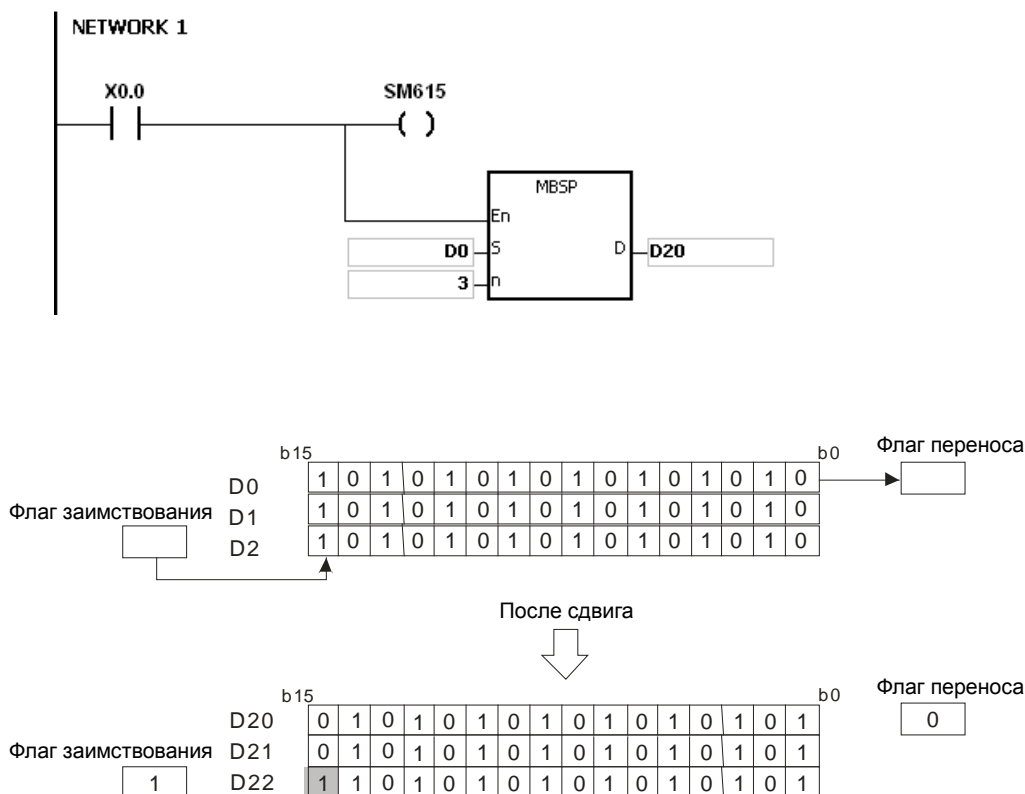 NETWORK 1
X0.0 SM615
( )
MBSP
En
D0 S D D20
3 n
b15 b0 Флаг переноса
D0 1 0 1 0 1 0 1 0 1 0 1 0 1 0 1 0
Флаг заимствования D1 1 0 1 0 1 0 1 0 1 0 1 0 1 0 1 0
D2 1 0 1 0 1 0 1 0 1 0 1 0 1 0 1 0
После сдвига
b15 b0 Флаг переноса
D20 0 1 0 1 0 1 0 1 0 1 0 1 0 1 0 1 0
Флаг заимствования D21 0 1 0 1 0 1 0 1 0 1 0 1 0 1 0 1
1 D22 1 1 0 1 0 1 0 1 0 1 0 1 0 1 0 1